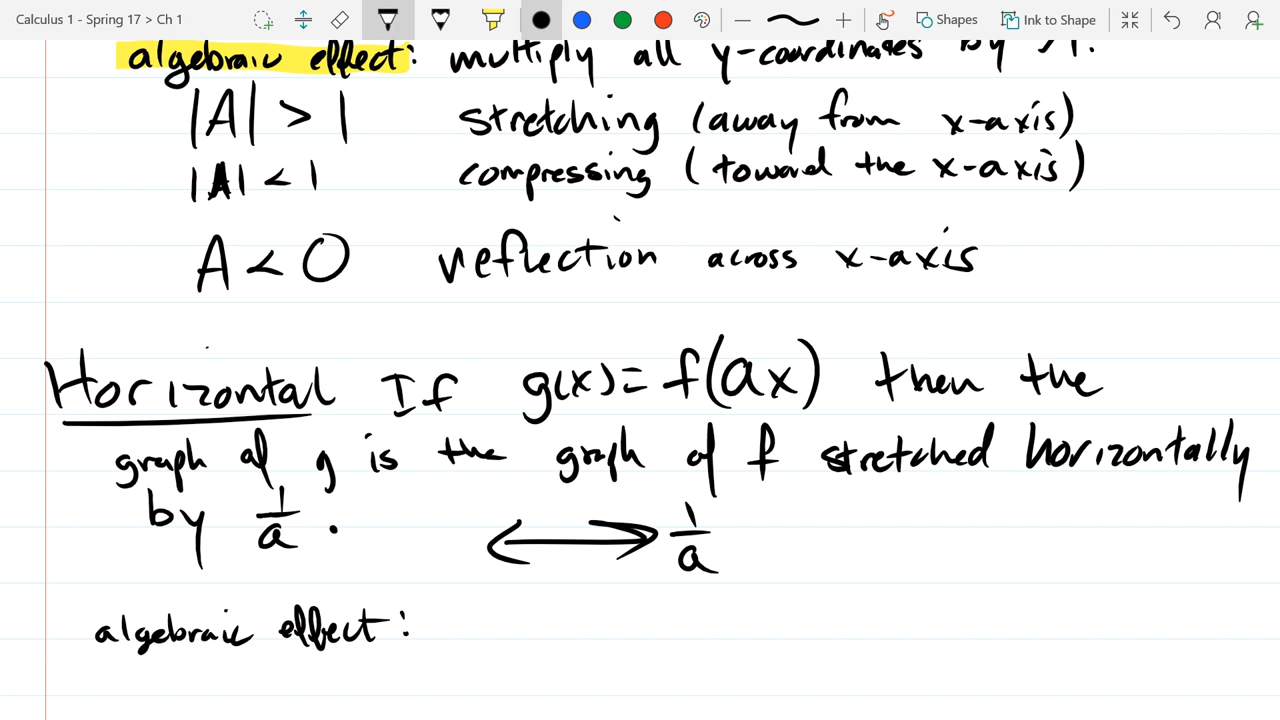 Calculus 1 - Spring 17 > Ch 1
Shapes
Ink to Shape
algebraic effect: multiply all y-coordinates by
|A| > 1 stretching (away from x-axis)
|A| < 1 compressing (toward the x-axis)
A < 0 reflection across x-axis
Horizontal If g(x) = f(ax) then the
graph of g is the graph of f stretched horizontally
by 1/a . ⟷ 1/a
algebraic effect: